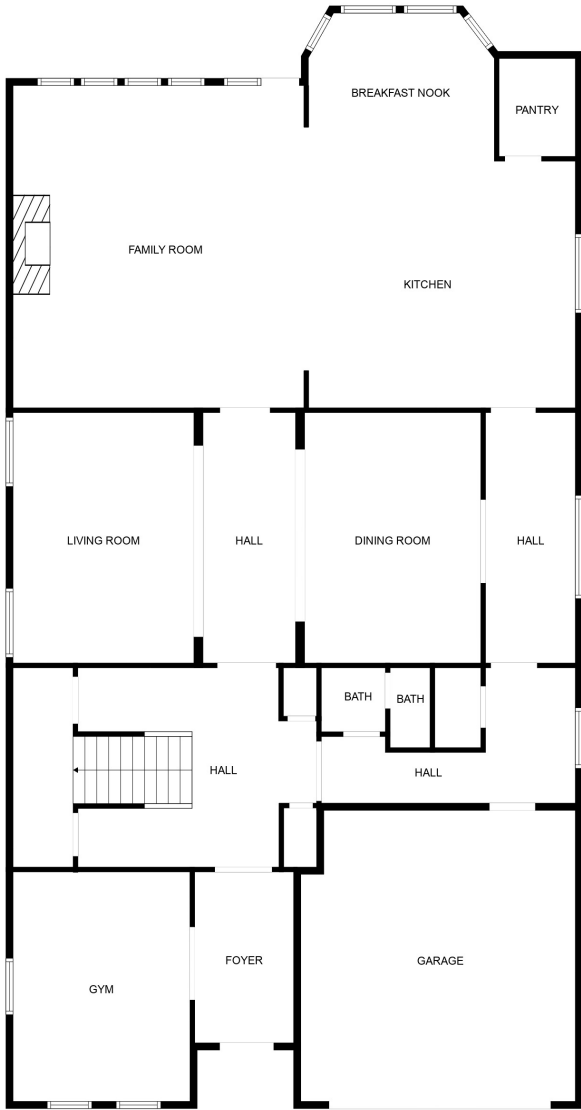 BREAKFAST NOOK
PANTRY
FAMILY ROOM
KITCHEN
LIVING ROOM
HALL
DINING ROOM
HALL
BATH
BATH
HALL
HALL
FOYER
GARAGE
GYM